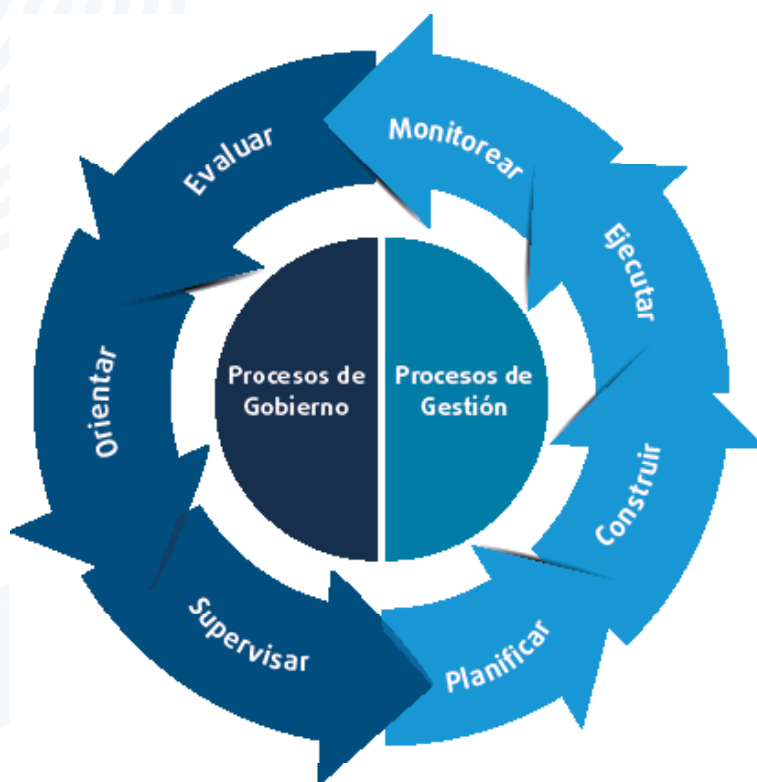 Evaluar
Monitorear
Ejecutar
Construir
Planificar
Supervisar
Orientar
Procesos de
Gobierno
Procesos de
Gestión